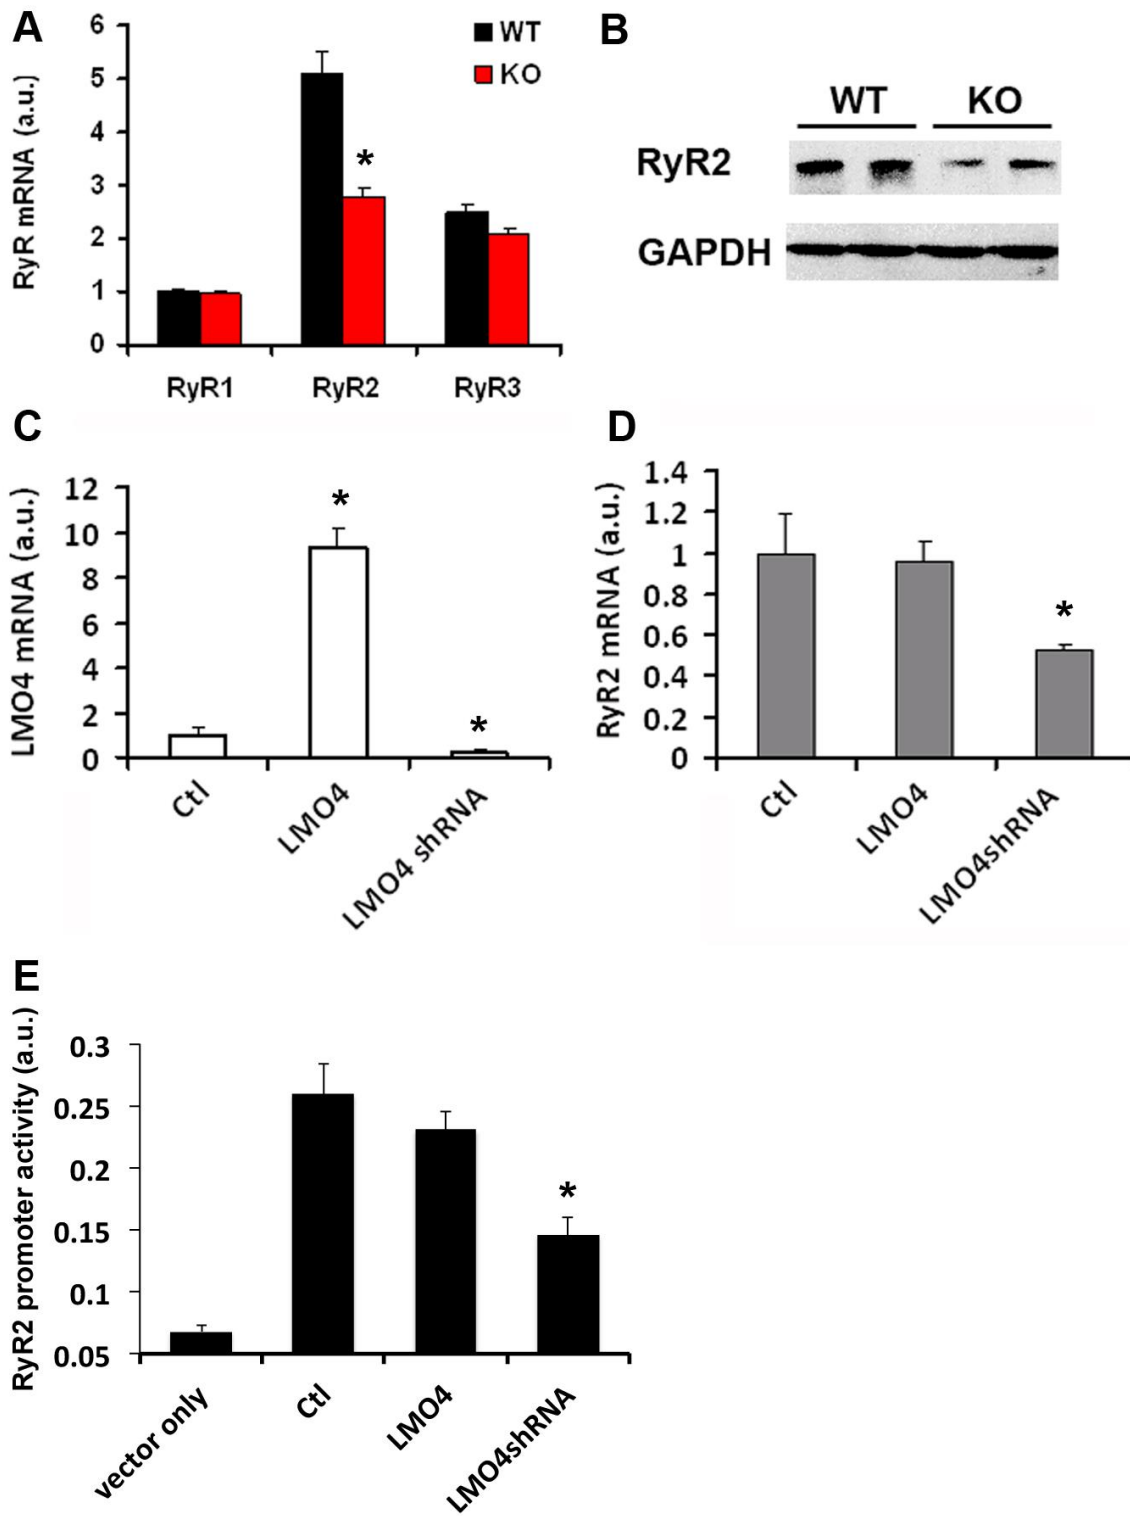 A
RyR mRNA (a.u.)
6
5
4
3
2
1
0
WT
KO
*
RyR1 RyR2 RyR3
B
WT KO
RyR2
GAPDH
C
LMO4 mRNA (a.u.)
12
10
8
6
4
2
0
*
*
Ctl LMO4 LMO4 shRNA
D
RyR2 mRNA (a.u.)
1.4
1.2
1
0.8
0.6
0.4
0.2
0
*
Ctl LMO4 LMO4shRNA
E
RyR2 promoter activity (a.u.)
0.3
0.25
0.2
0.15
0.1
0.05
*
vector only Ctl LMO4 LMO4shRNA